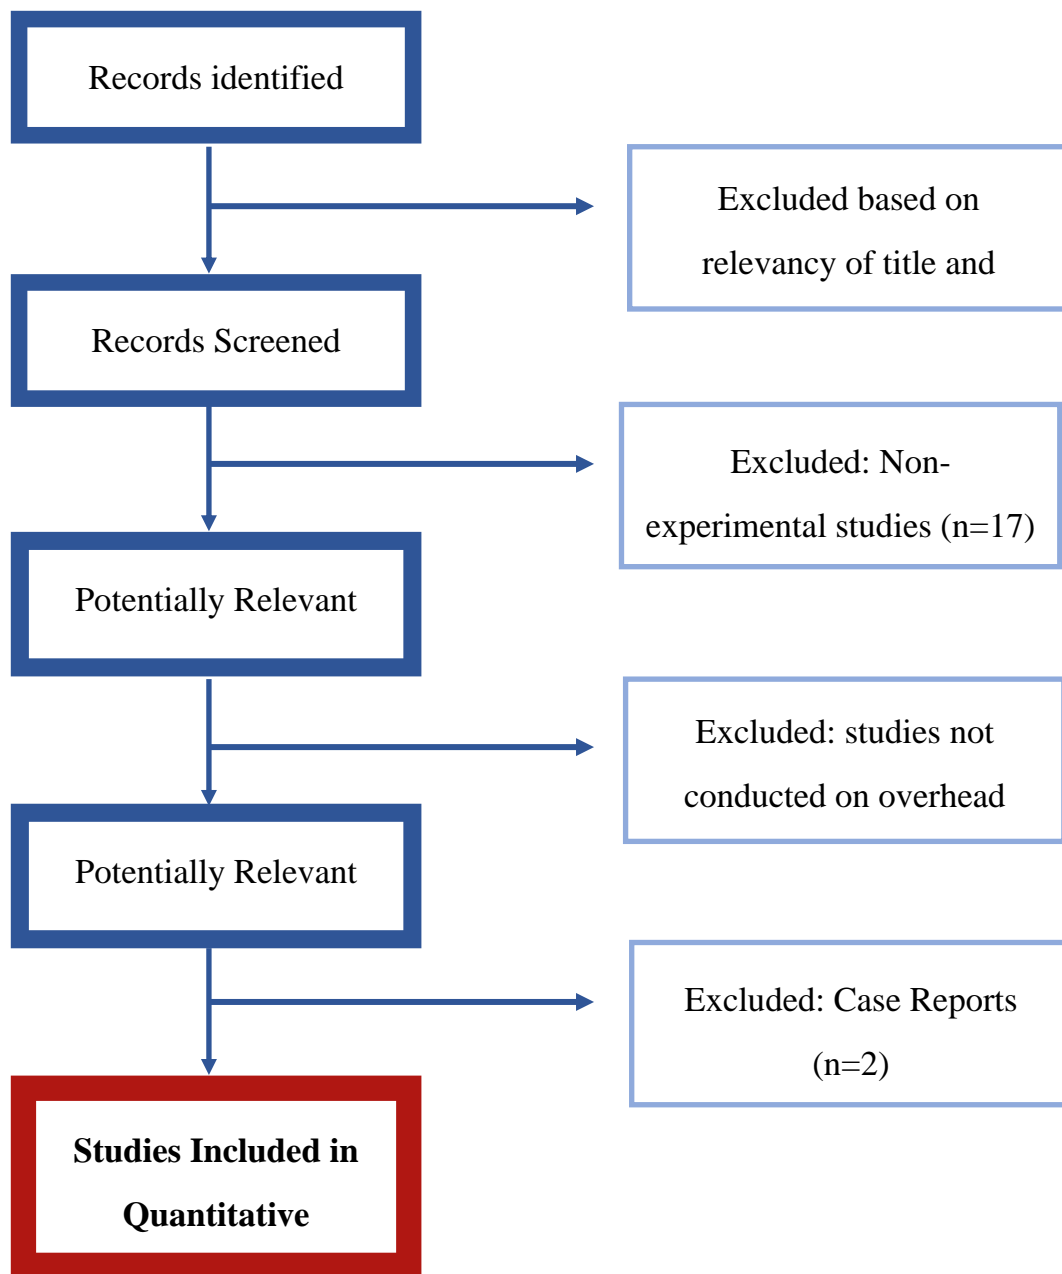 Records identified
Excluded based on
relevancy of title and
Records Screened
Excluded: Non-
experimental studies (n=17)
Potentially Relevant
Excluded: studies not
conducted on overhead
Potentially Relevant
Excluded: Case Reports
(n=2)
Studies Included in
Quantitative